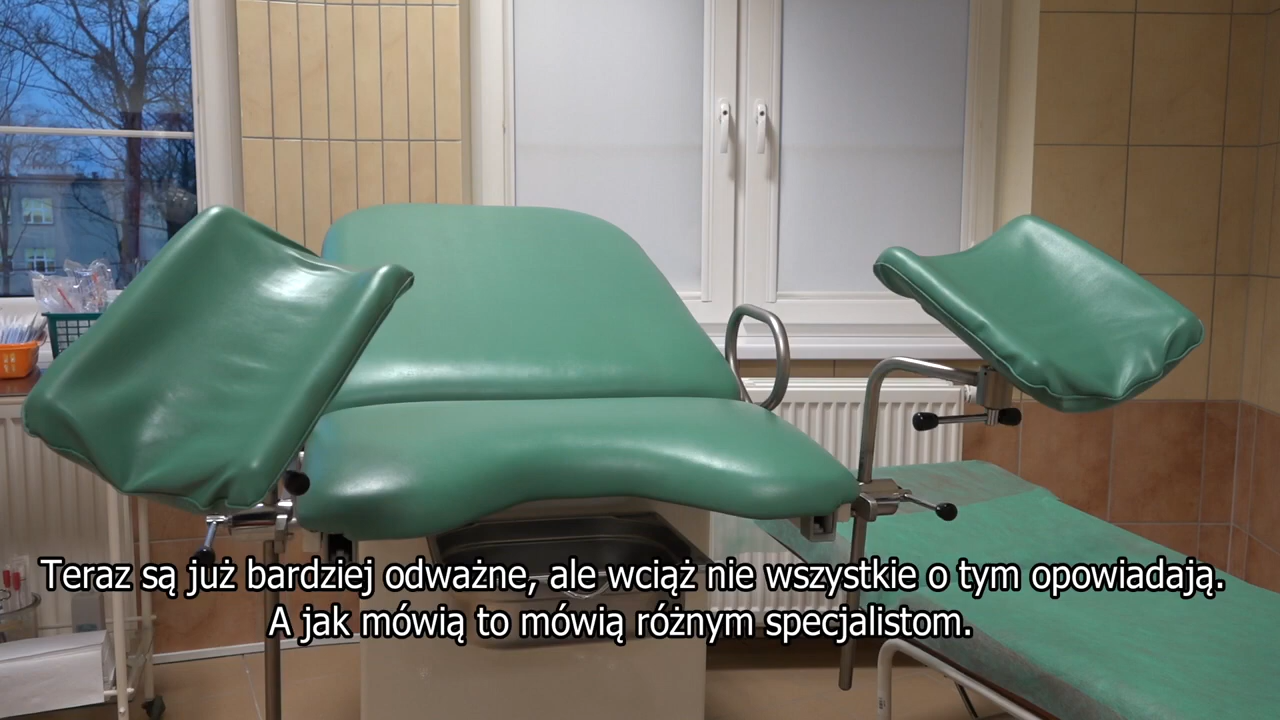 Teraz są już bardziej odważne, ale wciąż nie wszystkie o tym opowiadają.
A jak mówią to mówią różnym specjalistom.